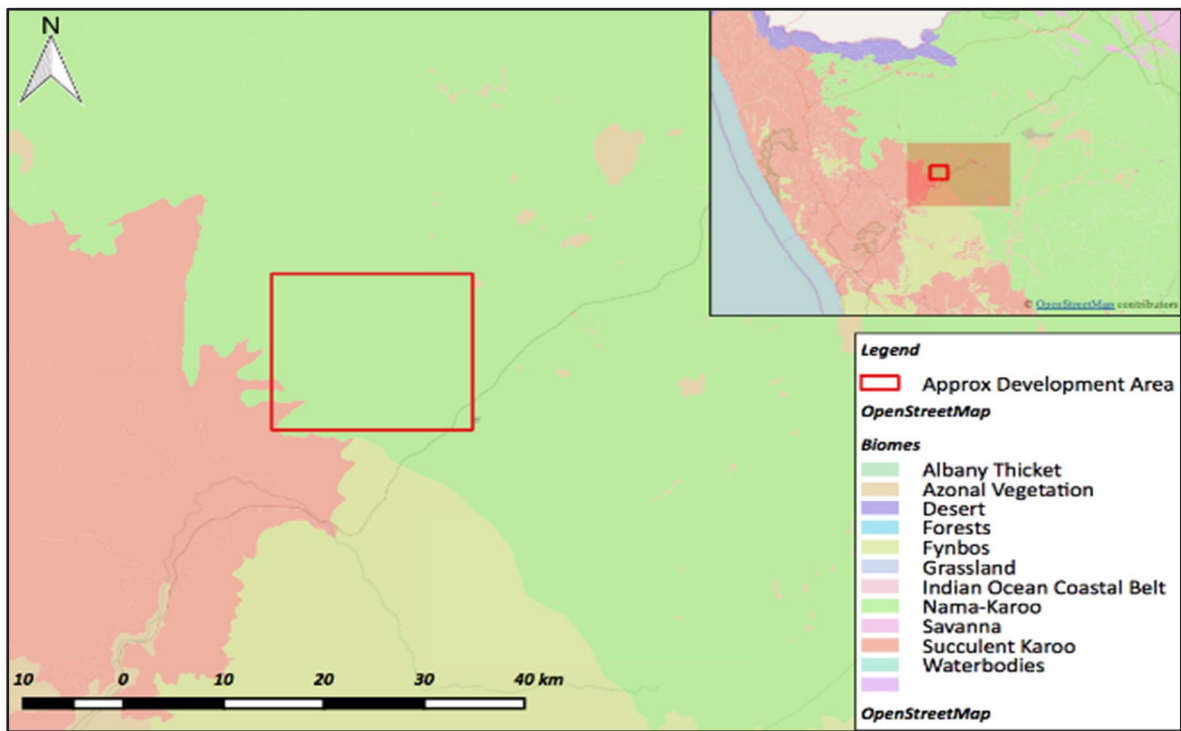 N
© OpenStreetMap contributors
Legend
Approx Development Area
OpenStreetMap
Biomes
Albany Thicket
Azonal Vegetation
Desert
Forests
Fynbos
Grassland
Indian Ocean Coastal Belt
Nama-Karoo
Savanna
Succulent Karoo
Waterbodies
OpenStreetMap
10 0 10 20 30 40 km